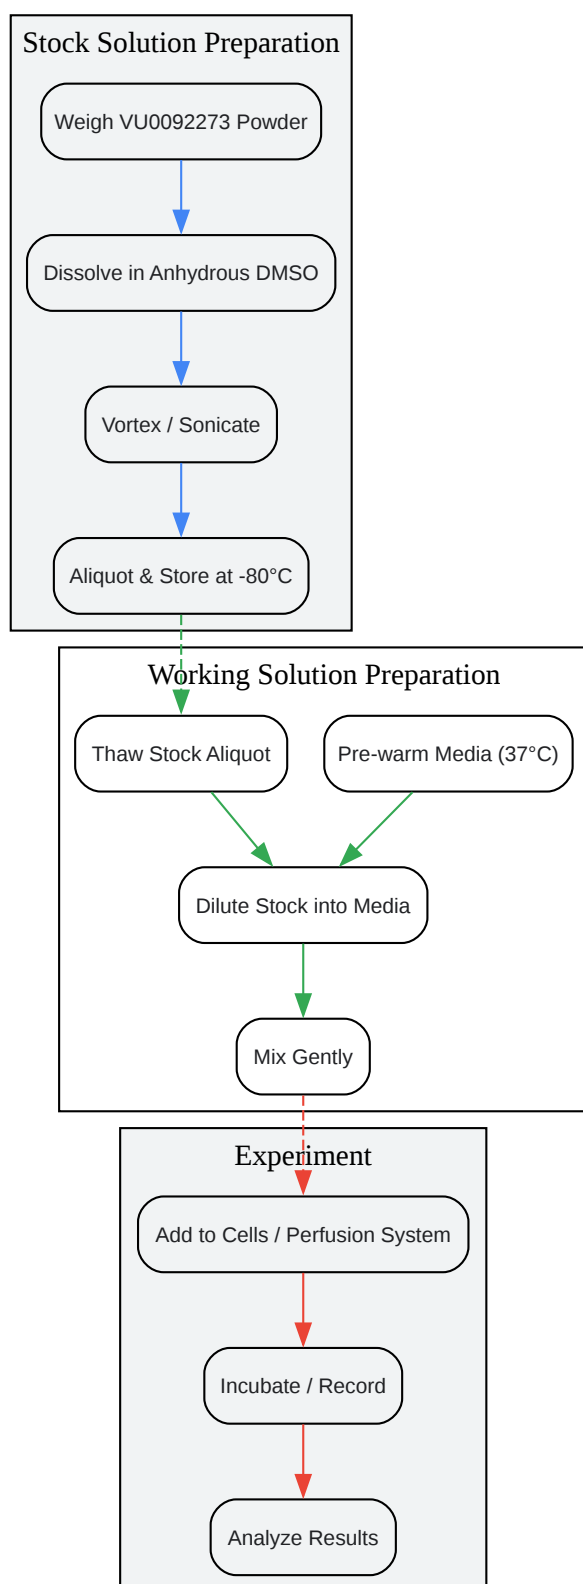 Stock Solution Preparation
Weigh VU0092273 Powder
Dissolve in Anhydrous DMSO
Vortex / Sonicate
Aliquot & Store at -80°C
Working Solution Preparation
Thaw Stock Aliquot
Pre-warm Media (37°C)
Dilute Stock into Media
Mix Gently
Experiment
Add to Cells / Perfusion System
Incubate / Record
Analyze Results